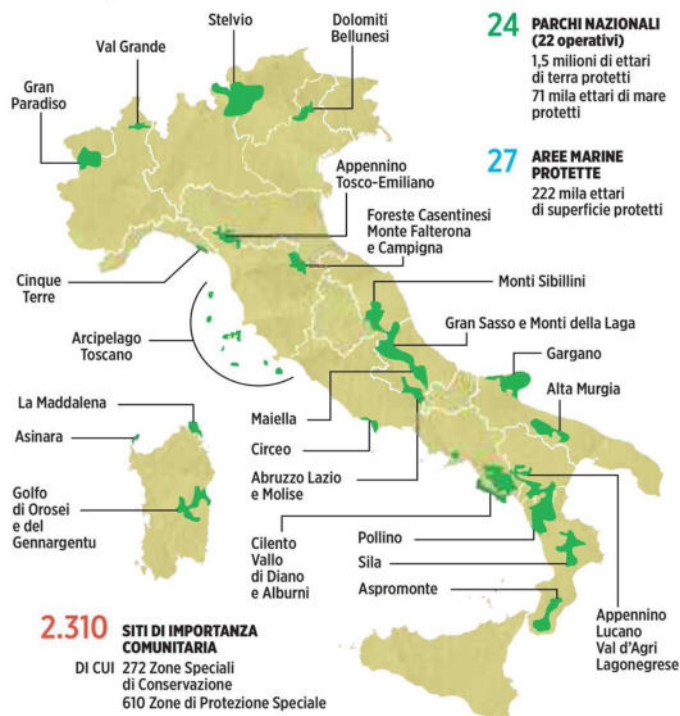 Stelvio
Dolomiti
Bellunesi
Val Grande
Gran
Paradiso
24 PARCHI NAZIONALI
(22 operativi)
1,5 milioni di ettari
di terra protetti
71 mila ettari di mare
protetti
27 AREE MARINE
PROTETTE
222 mila ettari
di superficie protetti
Appennino
Tosco-Emiliano
Foreste Casentinesi
Monte Falterona
e Campigna
Cinque
Terre
Monti Sibillini
Gran Sasso e Monti della Laga
Arcipelago
Toscano
Gargano
Alta Murgia
La Maddalena
Asinara
Maiella
Circeo
Abruzzo Lazio
e Molise
Golfo
di Orosei
e del
Gennargentu
Cilento
Vallo
di Diano
e Alburni
Pollino
Sila
Aspromonte
Appennino
Lucano
Val d'Agri
Lagonegrese
2.310 SITI DI IMPORTANZA
COMUNITARIA
DI CUI 272 Zone Speciali
di Conservazione
610 Zone di Protezione Speciale